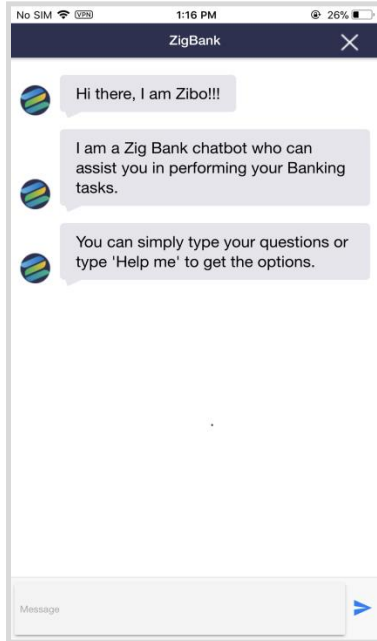 No SIM VPN 1:16 PM 26%
ZigBank
Hi there, I am Zibo!!!
I am a Zig Bank chatbot who can
assist you in performing your Banking
tasks.
You can simply type your questions or
type 'Help me' to get the options.
Message